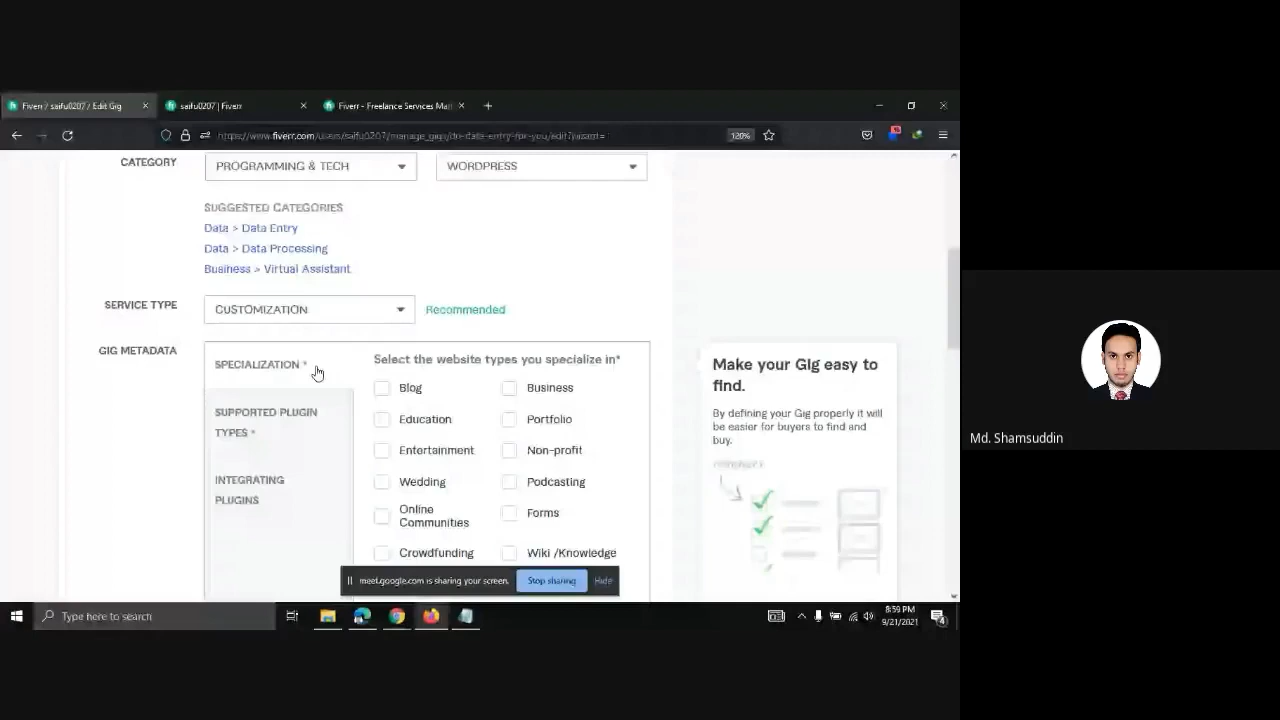 Fiverr / saifu0207 / Edit Gig
saifu0207 | Fiverr
Fiverr - Freelance Services Mar
120%
CATEGORY
PROGRAMMING & TECH
WORDPRESS
SUGGESTED CATEGORIES
Data > Data Entry
Data > Data Processing
Business > Virtual Assistant
SERVICE TYPE
CUSTOMIZATION
Recommended
GIG METADATA
SPECIALIZATION *
SUPPORTED PLUGIN
TYPES *
INTEGRATING
PLUGINS
Select the website types you specialize in*
Blog
Business
Education
Portfolio
Entertainment
Non-profit
Wedding
Podcasting
Online
Communities
Forms
Crowdfunding
Wiki /Knowledge
Make your Gig easy to
find.
By defining your Gig properly it will
be easier for buyers to find and
buy.
meet.google.com is sharing your screen.
Stop sharing
Hide
Type here to search
8:59 PM
9/21/2021
4
Md. Shamsuddin